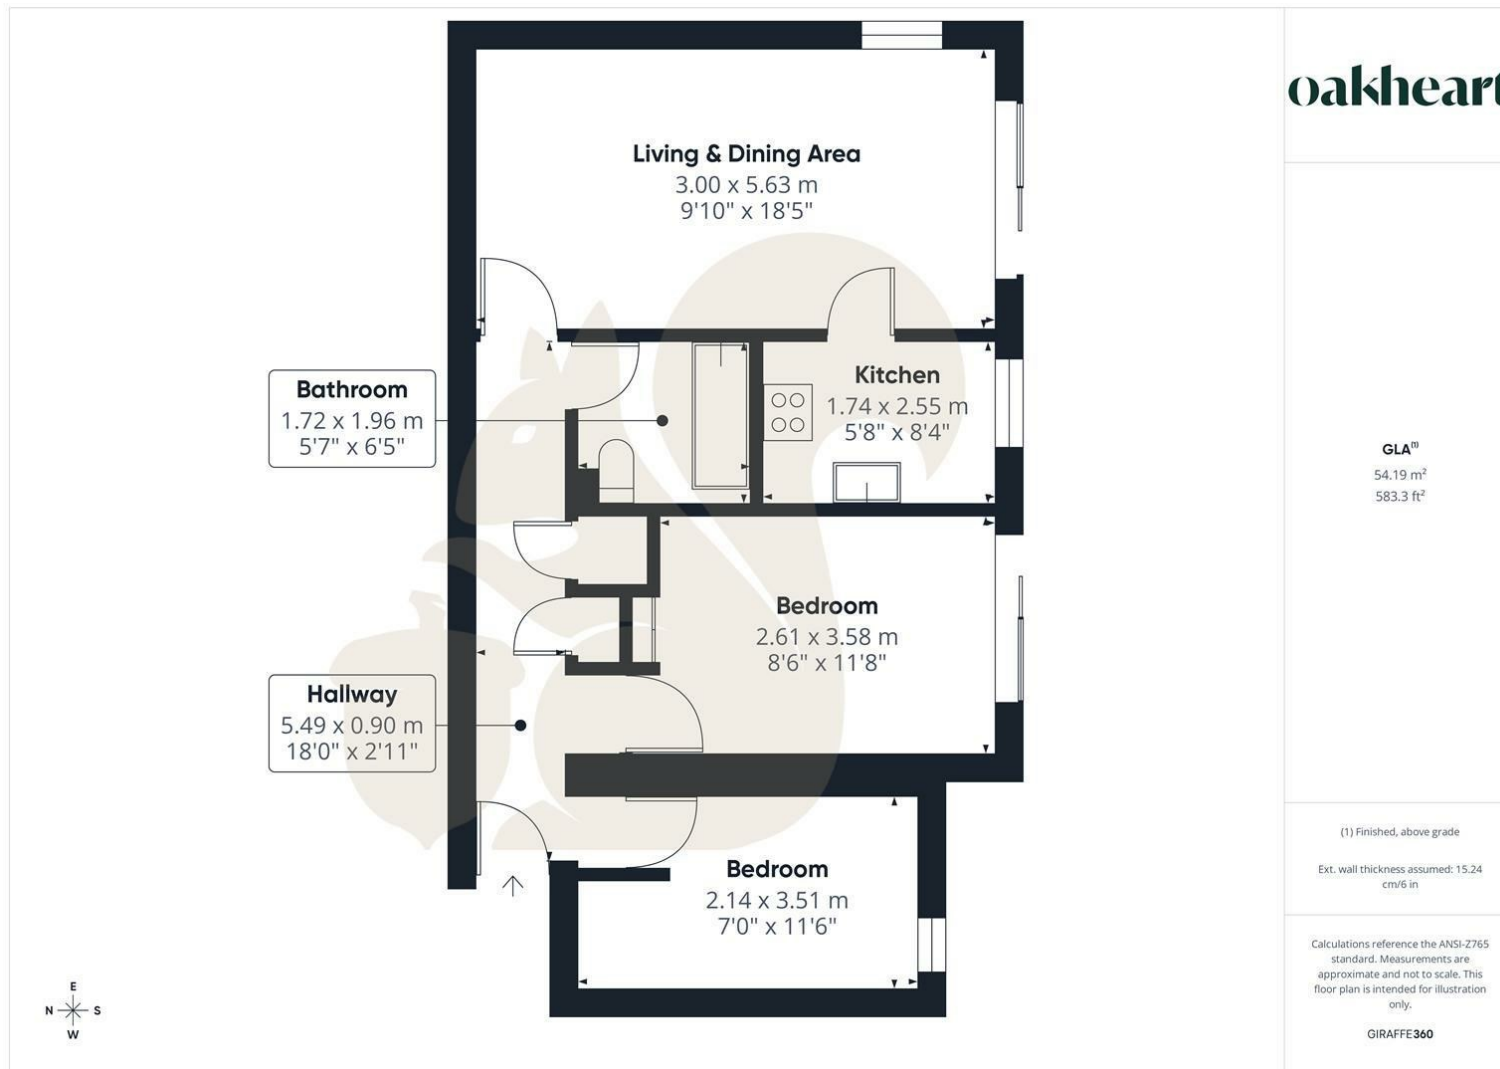 oakheart
Living & Dining Area
3.00 x 5.63 m
9'10" x 18'5"
Bathroom
1.72 x 1.96 m
5'7" x 6'5"
Kitchen
1.74 x 2.55 m
5'8" x 8'4"
Bedroom
2.61 x 3.58 m
8'6" x 11'8"
Hallway
5.49 x 0.90 m
18'0" x 2'11"
Bedroom
2.14 x 3.51 m
7'0" x 11'6"
E
N S
W
GLA(1)
54.19 m²
583.3 ft²
(1) Finished, above grade
Ext. wall thickness assumed: 15.24
cm/6 in
Calculations reference the ANSI-Z765
standard. Measurements are
approximate and not to scale. This
floor plan is intended for illustration
only.
GIRAFFE360